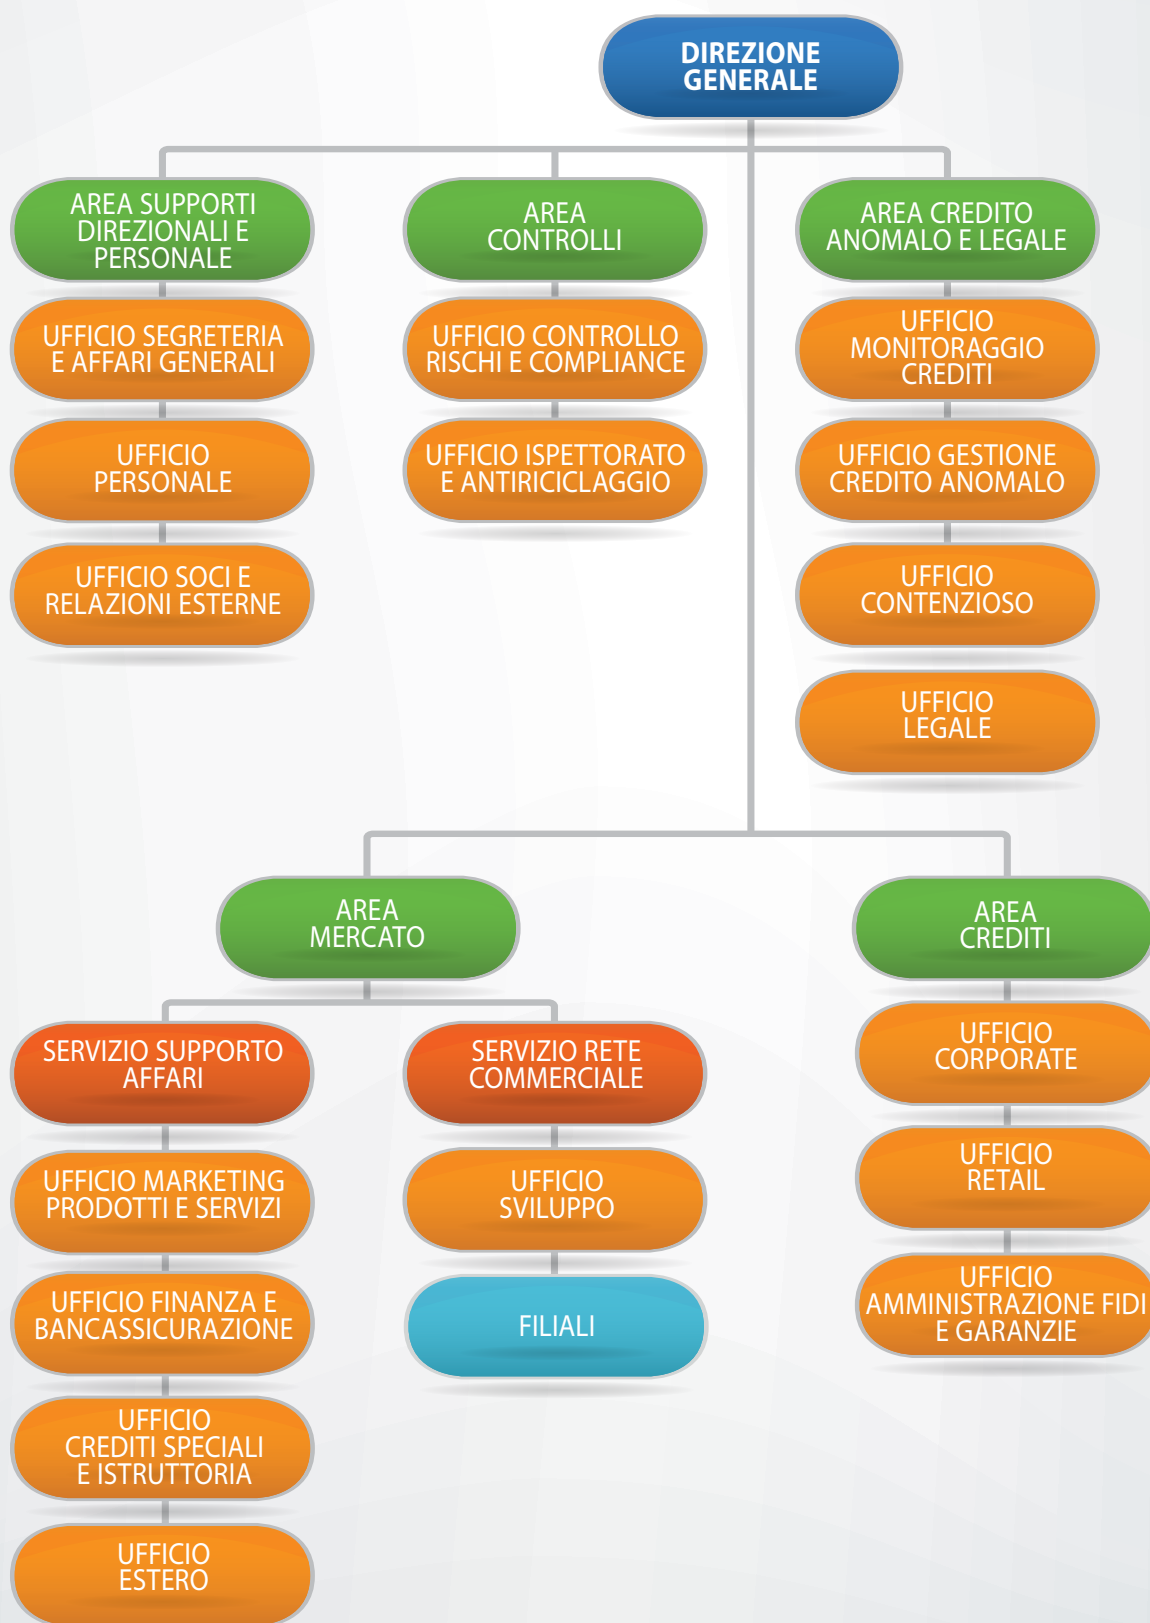 DIREZIONE
GENERALE
AREA SUPPORTI
DIREZIONALI E
PERSONALE
AREA
CONTROLLI
AREA CREDITO
ANOMALO E LEGALE
UFFICIO SEGRETERIA
E AFFARI GENERALI
UFFICIO CONTROLLO
RISCHI E COMPLIANCE
UFFICIO
MONITORAGGIO
CREDITI
UFFICIO
PERSONALE
UFFICIO ISPETTORATO
E ANTIRICICLAGGIO
UFFICIO GESTIONE
CREDITO ANOMALO
UFFICIO SOCI E
RELAZIONI ESTERNE
UFFICIO
CONTENZIOSO
UFFICIO
LEGALE
AREA
MERCATO
AREA
CREDITI
SERVIZIO SUPPORTO
AFFARI
SERVIZIO RETE
COMMERCIALE
UFFICIO
CORPORATE
UFFICIO MARKETING
PRODOTTI E SERVIZI
UFFICIO
SVILUPPO
UFFICIO
RETAIL
UFFICIO FINANZA E
BANCASSICURAZIONE
FILIALI
UFFICIO
AMMINISTRAZIONE FIDI
E GARANZIE
UFFICIO
CREDITI SPECIALI
E ISTRUTTORIA
UFFICIO
ESTERO